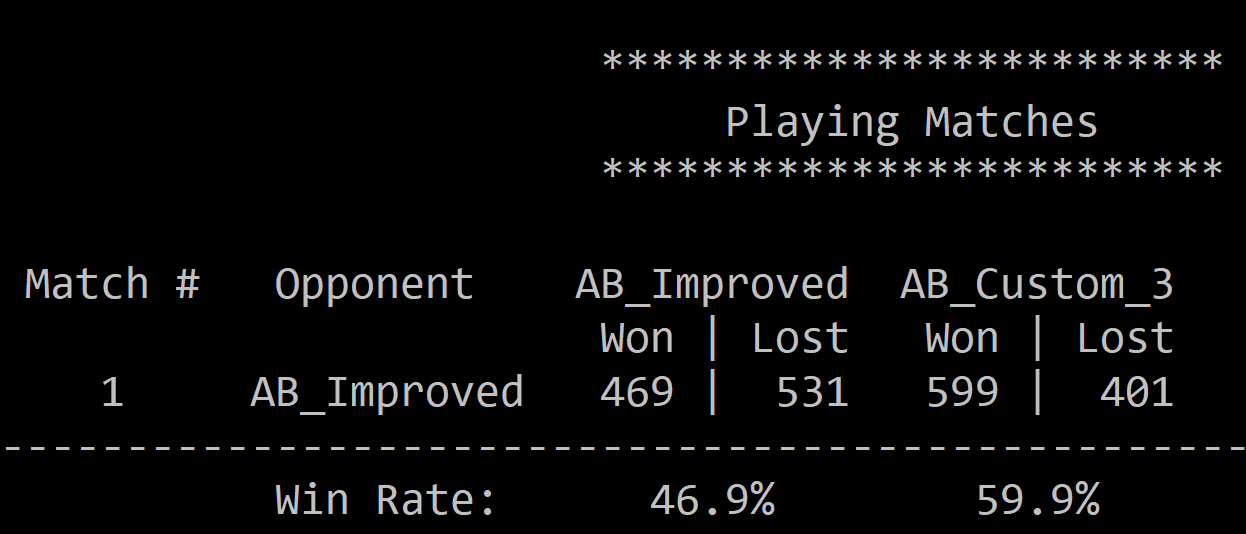 *************************
Playing Matches
*************************
Match # Opponent AB_Improved AB_Custom_3
Won | Lost Won | Lost
1 AB_Improved 469 | 531 599 | 401
--------------------------------------------------
Win Rate: 46.9% 59.9%